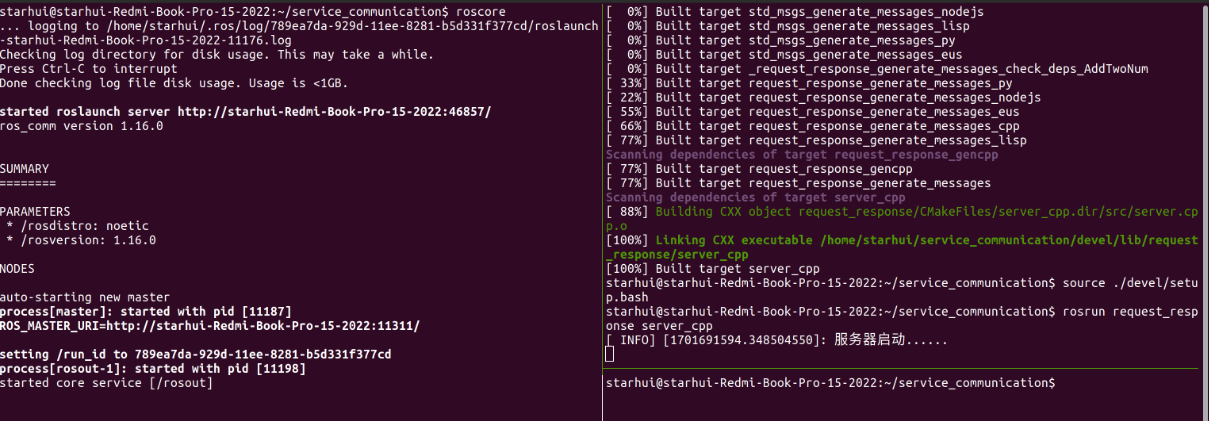 starhui@starhui-Redmi-Book-Pro-15-2022:~/service_communication$ roscore
... logging to /home/starhui/.ros/log/789ea7da-929d-11ee-8281-b5d331f377cd/roslaunch
-starhui-Redmi-Book-Pro-15-2022-11176.log
Checking log directory for disk usage. This may take a while.
Press Ctrl-C to interrupt
Done checking log file disk usage. Usage is <1GB.
started roslaunch server http://starhui-Redmi-Book-Pro-15-2022:46857/
ros_comm version 1.16.0
SUMMARY
========
PARAMETERS
* /rosdistro: noetic
* /rosversion: 1.16.0
NODES
auto-starting new master
process[master]: started with pid [11187]
ROS_MASTER_URI=http://starhui-Redmi-Book-Pro-15-2022:11311/
setting /run_id to 789ea7da-929d-11ee-8281-b5d331f377cd
process[rosout-1]: started with pid [11198]
started core service [/rosout]
[  0%] Built target std_msgs_generate_messages_nodejs
[  0%] Built target std_msgs_generate_messages_lisp
[  0%] Built target std_msgs_generate_messages_py
[  0%] Built target std_msgs_generate_messages_eus
[  0%] Built target _request_response_generate_messages_check_deps_AddTwoNum
[ 33%] Built target request_response_generate_messages_py
[ 22%] Built target request_response_generate_messages_nodejs
[ 55%] Built target request_response_generate_messages_eus
[ 66%] Built target request_response_generate_messages_cpp
[ 77%] Built target request_response_generate_messages_lisp
Scanning dependencies of target request_response_gencpp
[ 77%] Built target request_response_gencpp
[ 77%] Built target request_response_generate_messages
Scanning dependencies of target server_cpp
[ 88%] Building CXX object request_response/CMakeFiles/server_cpp.dir/src/server.cp
p.o
[100%] Linking CXX executable /home/starhui/service_communication/devel/lib/request
_response/server_cpp
[100%] Built target server_cpp
starhui@starhui-Redmi-Book-Pro-15-2022:~/service_communication$ source ./devel/setu
p.bash
starhui@starhui-Redmi-Book-Pro-15-2022:~/service_communication$ rosrun request_resp
onse server_cpp
[ INFO] [1701691594.348504550]: 服务器启动......
starhui@starhui-Redmi-Book-Pro-15-2022:~/service_communication$